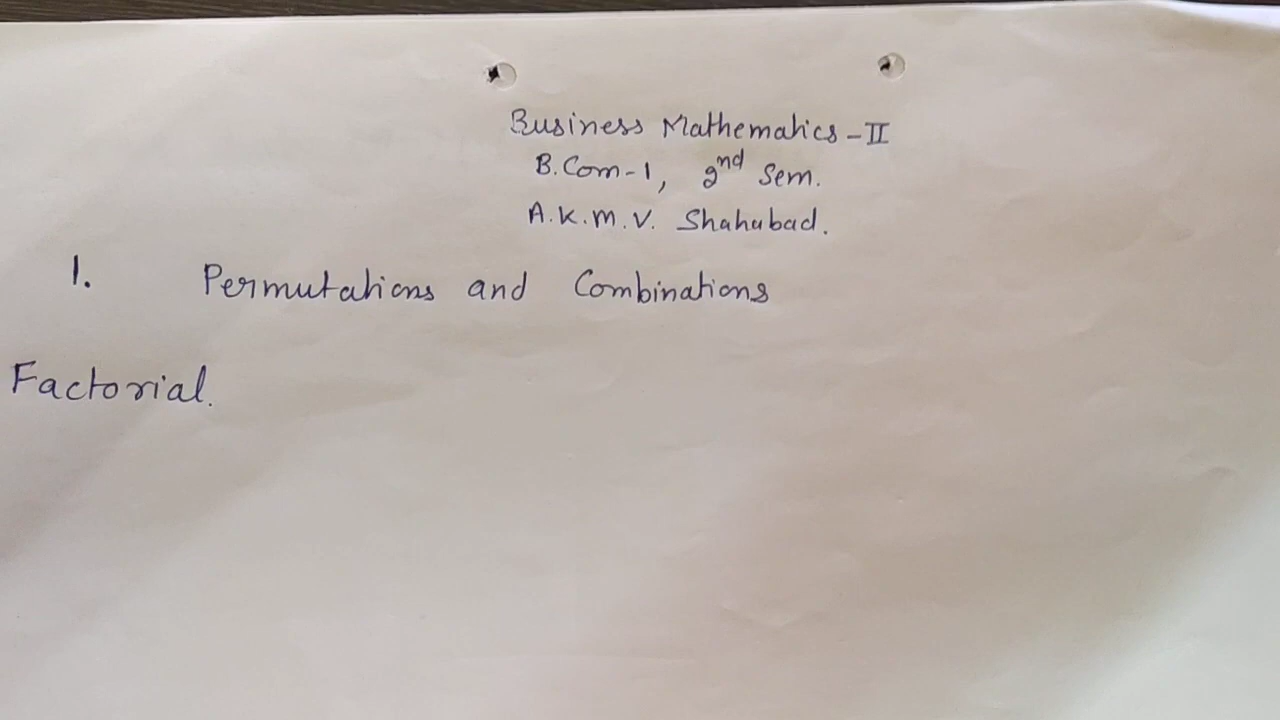 Business Mathematics - II
B.Com-1, 2nd Sem.
A.K.M.V. Shahabad.
1. Permutations and Combinations
Factorial.